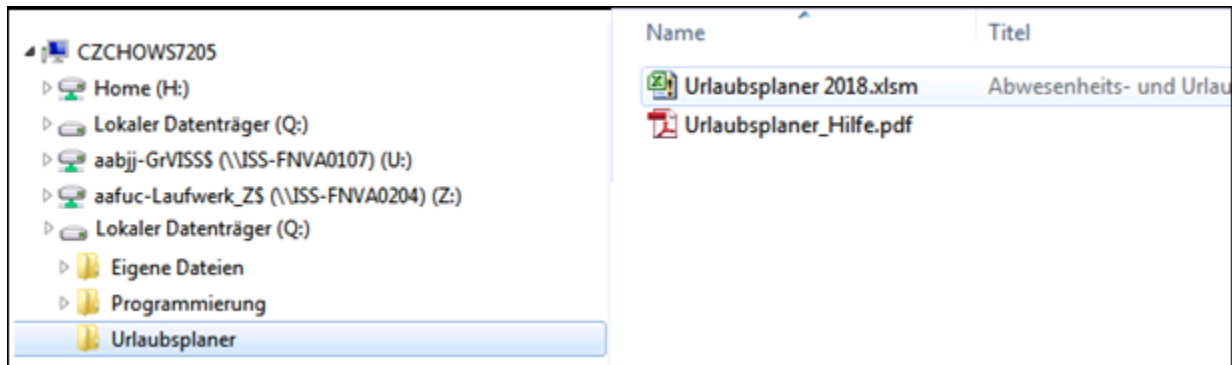 CZCHOWS7205
Home (H:)
Lokaler Datenträger (Q:)
aabjj-GrVISS$ (\\ISS-FNVA0107) (U:)
aafuc-Laufwerk_Z$ (\\ISS-FNVA0204) (Z:)
Lokaler Datenträger (Q:)
Eigene Dateien
Programmierung
Urlaubsplaner
Name Titel
Urlaubsplaner 2018.xlsm Abwesenheits- und Urlau
Urlaubsplaner_Hilfe.pdf